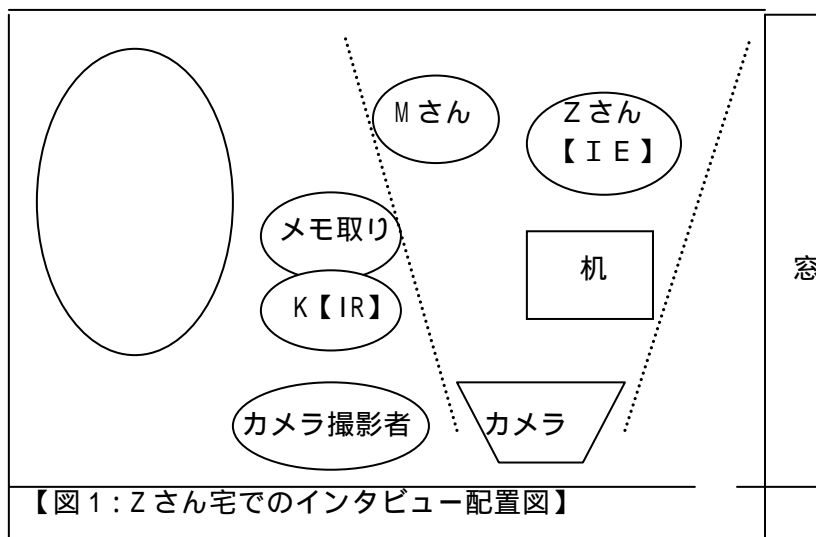 Mさん
Zさん
【IE】
メモ取り
机
窓
K【IR】
カメラ撮影者
カメラ
【図1:Zさん宅でのインタビュー配置図】